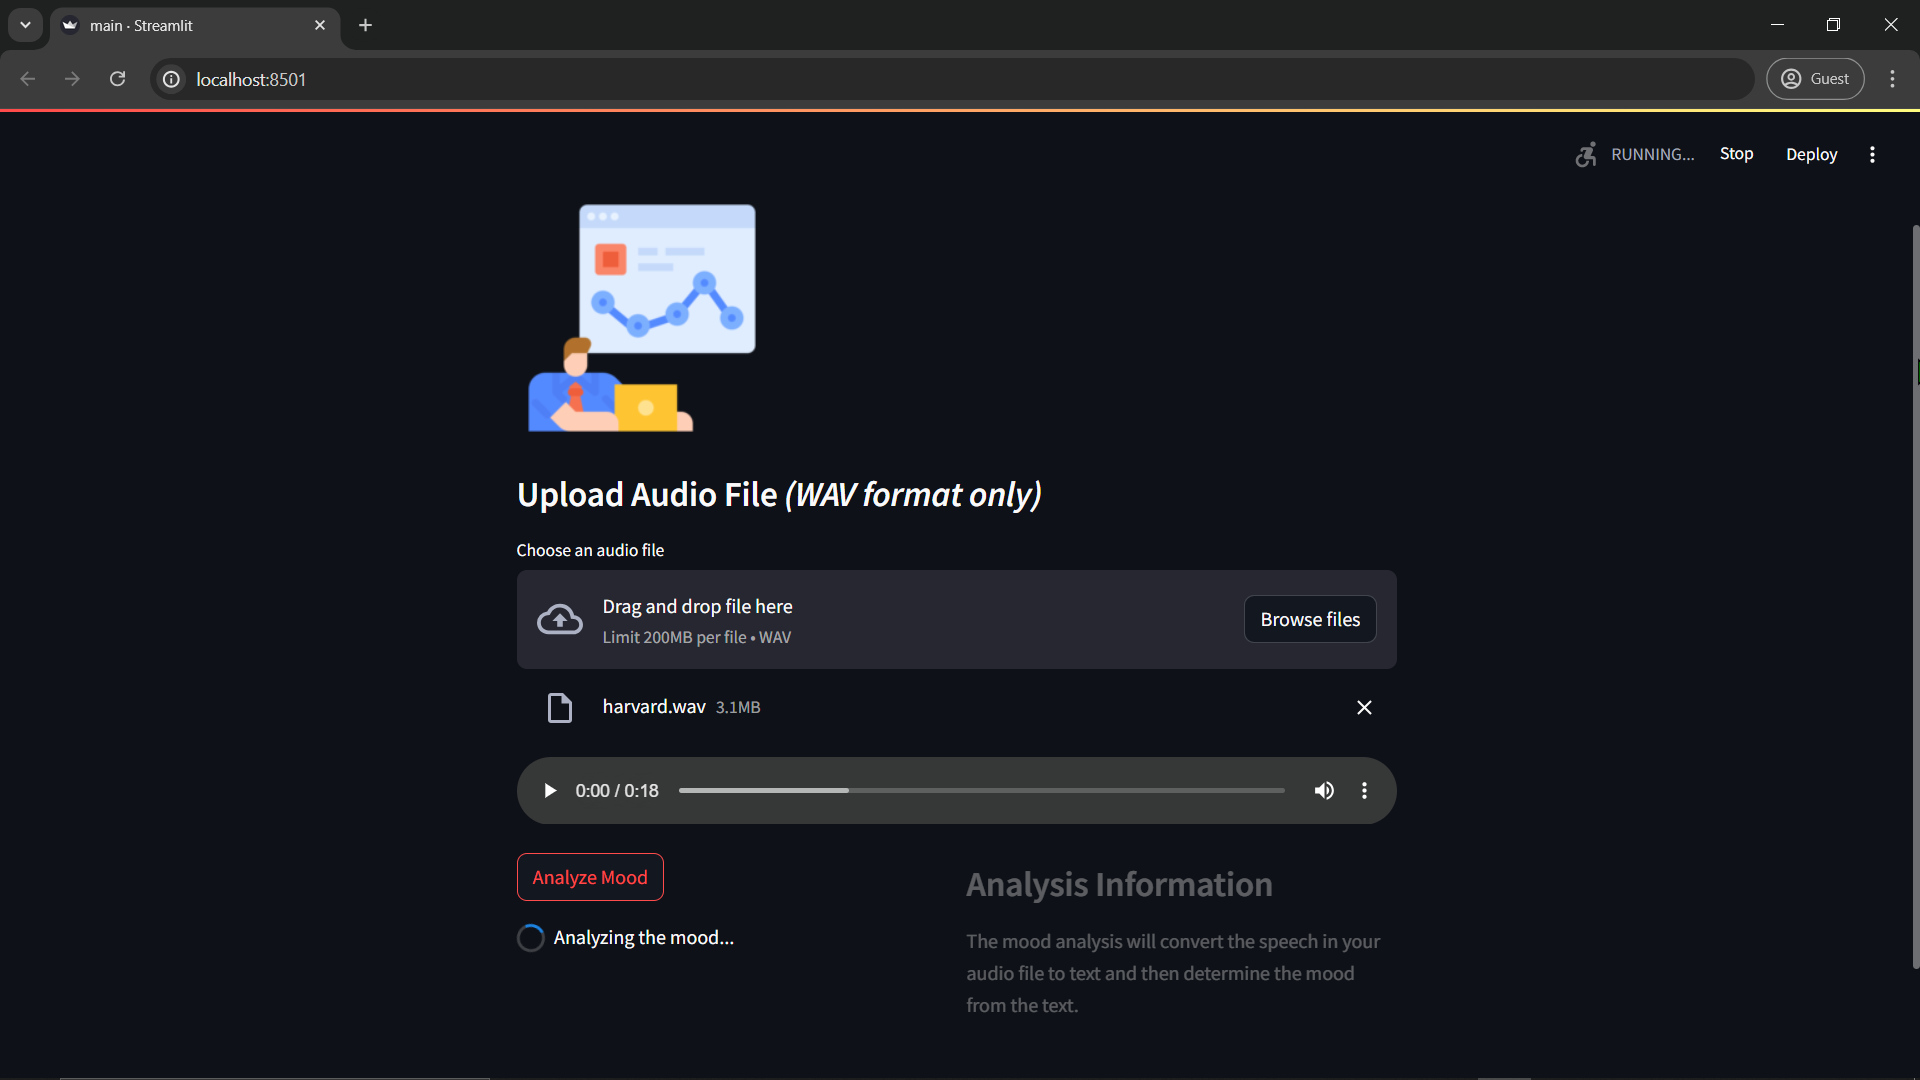 main · Streamlit
localhost:8501
Guest
RUNNING...
Stop
Deploy
Upload Audio File (WAV format only)
Choose an audio file
Drag and drop file here
Limit 200MB per file • WAV
Browse files
harvard.wav 3.1MB
0:00 / 0:18
Analyze Mood
Analyzing the mood...
Analysis Information
The mood analysis will convert the speech in your
audio file to text and then determine the mood
from the text.